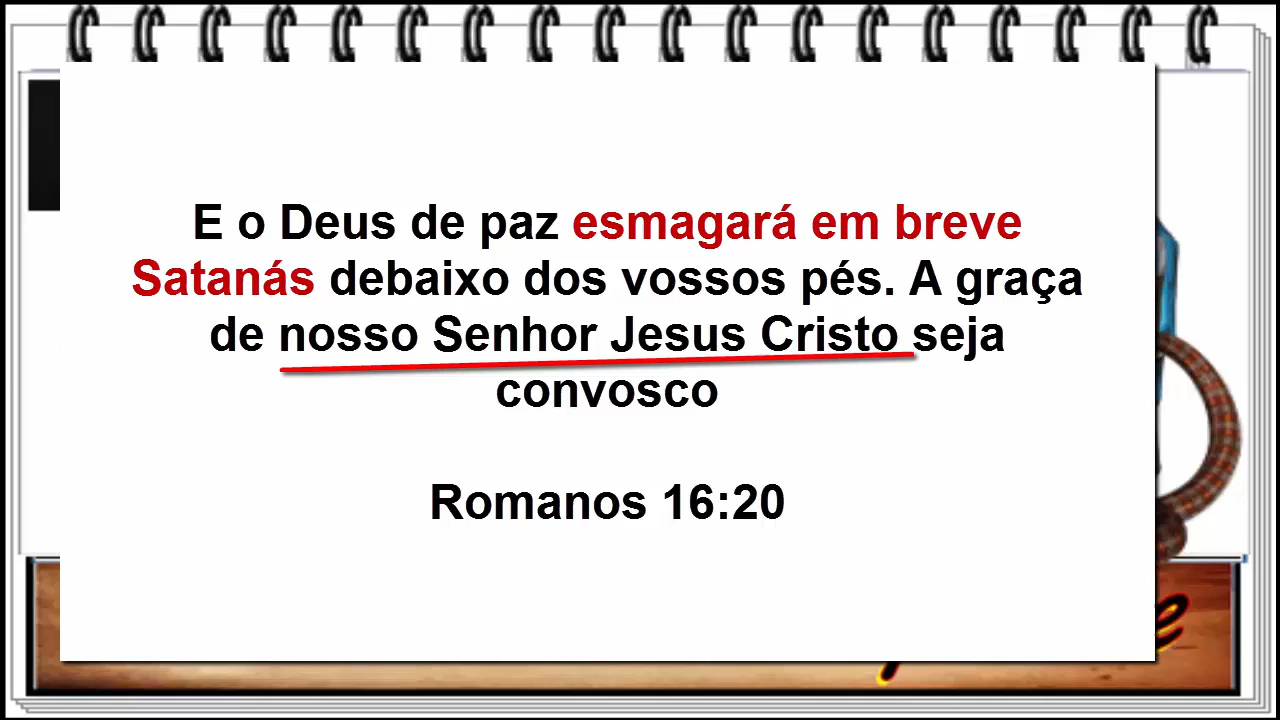 E o Deus de paz esmagará em breve
Satanás debaixo dos vossos pés. A graça
de nosso Senhor Jesus Cristo seja
convosco
Romanos 16:20